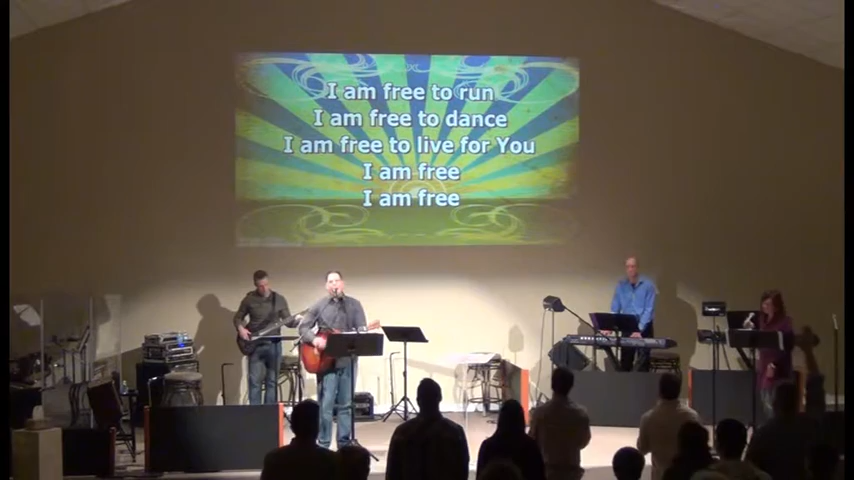 I am free to run
I am free to dance
I am free to live for You
I am free
I am free